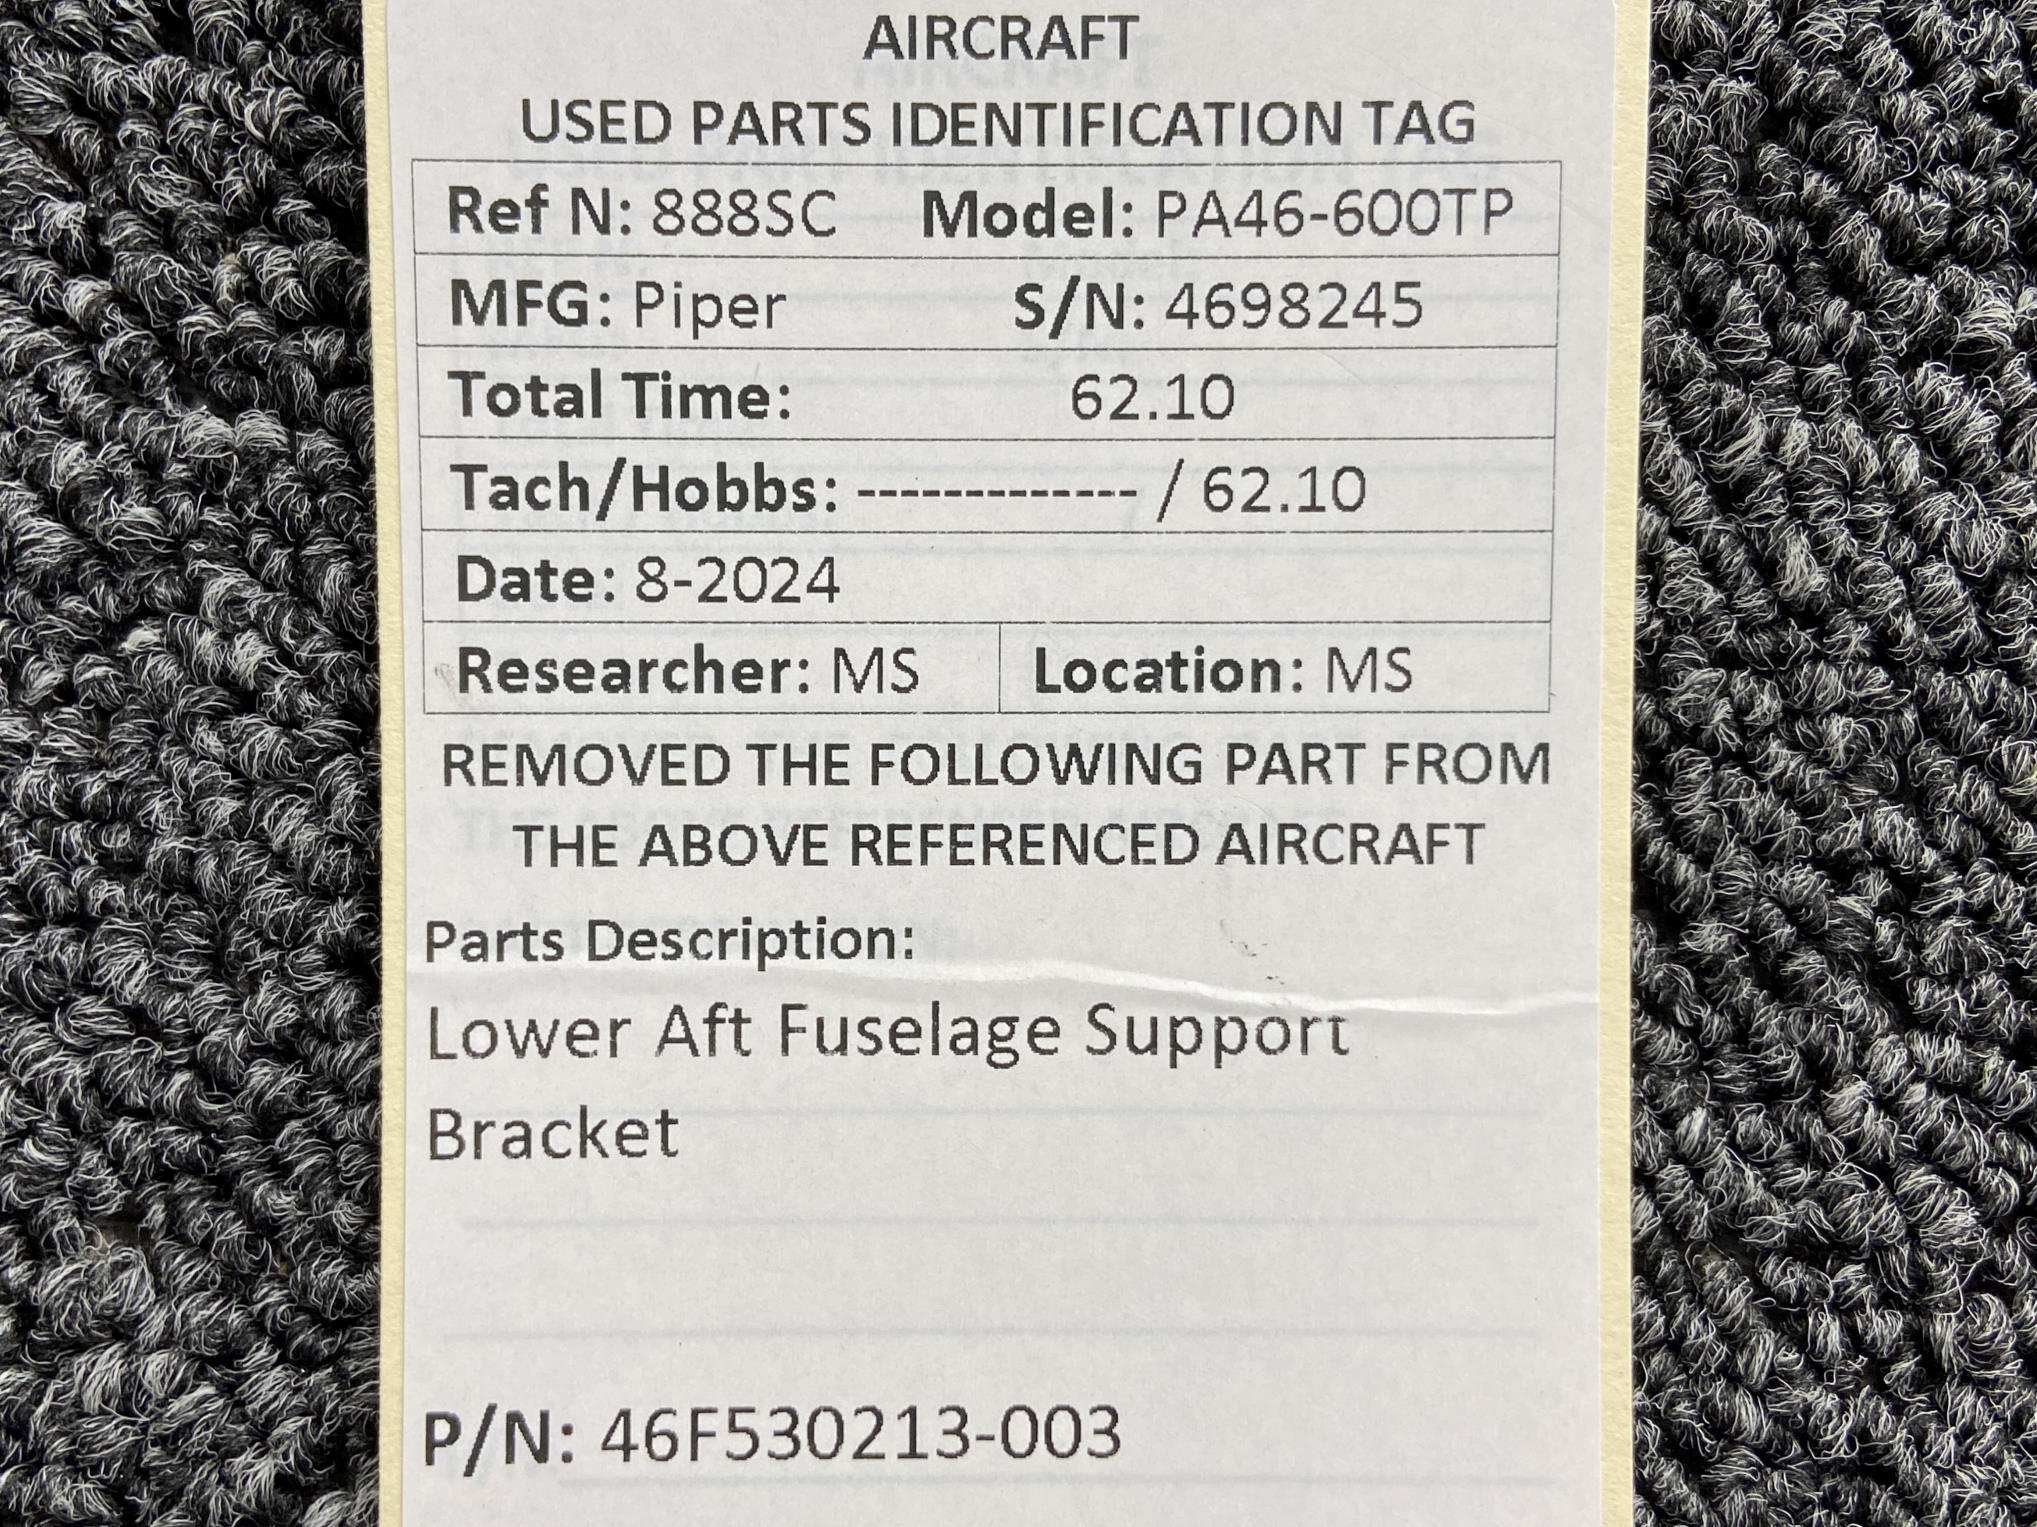 AIRCRAFT
USED PARTS IDENTIFICATION TAG
Ref N: 888SC Model: PA46-600TP
MFG: Piper S/N: 4698245
Total Time: 62.10
Tach/Hobbs: ------------- / 62.10
Date: 8-2024
Researcher: MS Location: MS
REMOVED THE FOLLOWING PART FROM
THE ABOVE REFERENCED AIRCRAFT
Parts Description:
Lower Aft Fuselage Support
Bracket
P/N: 46F530213-003